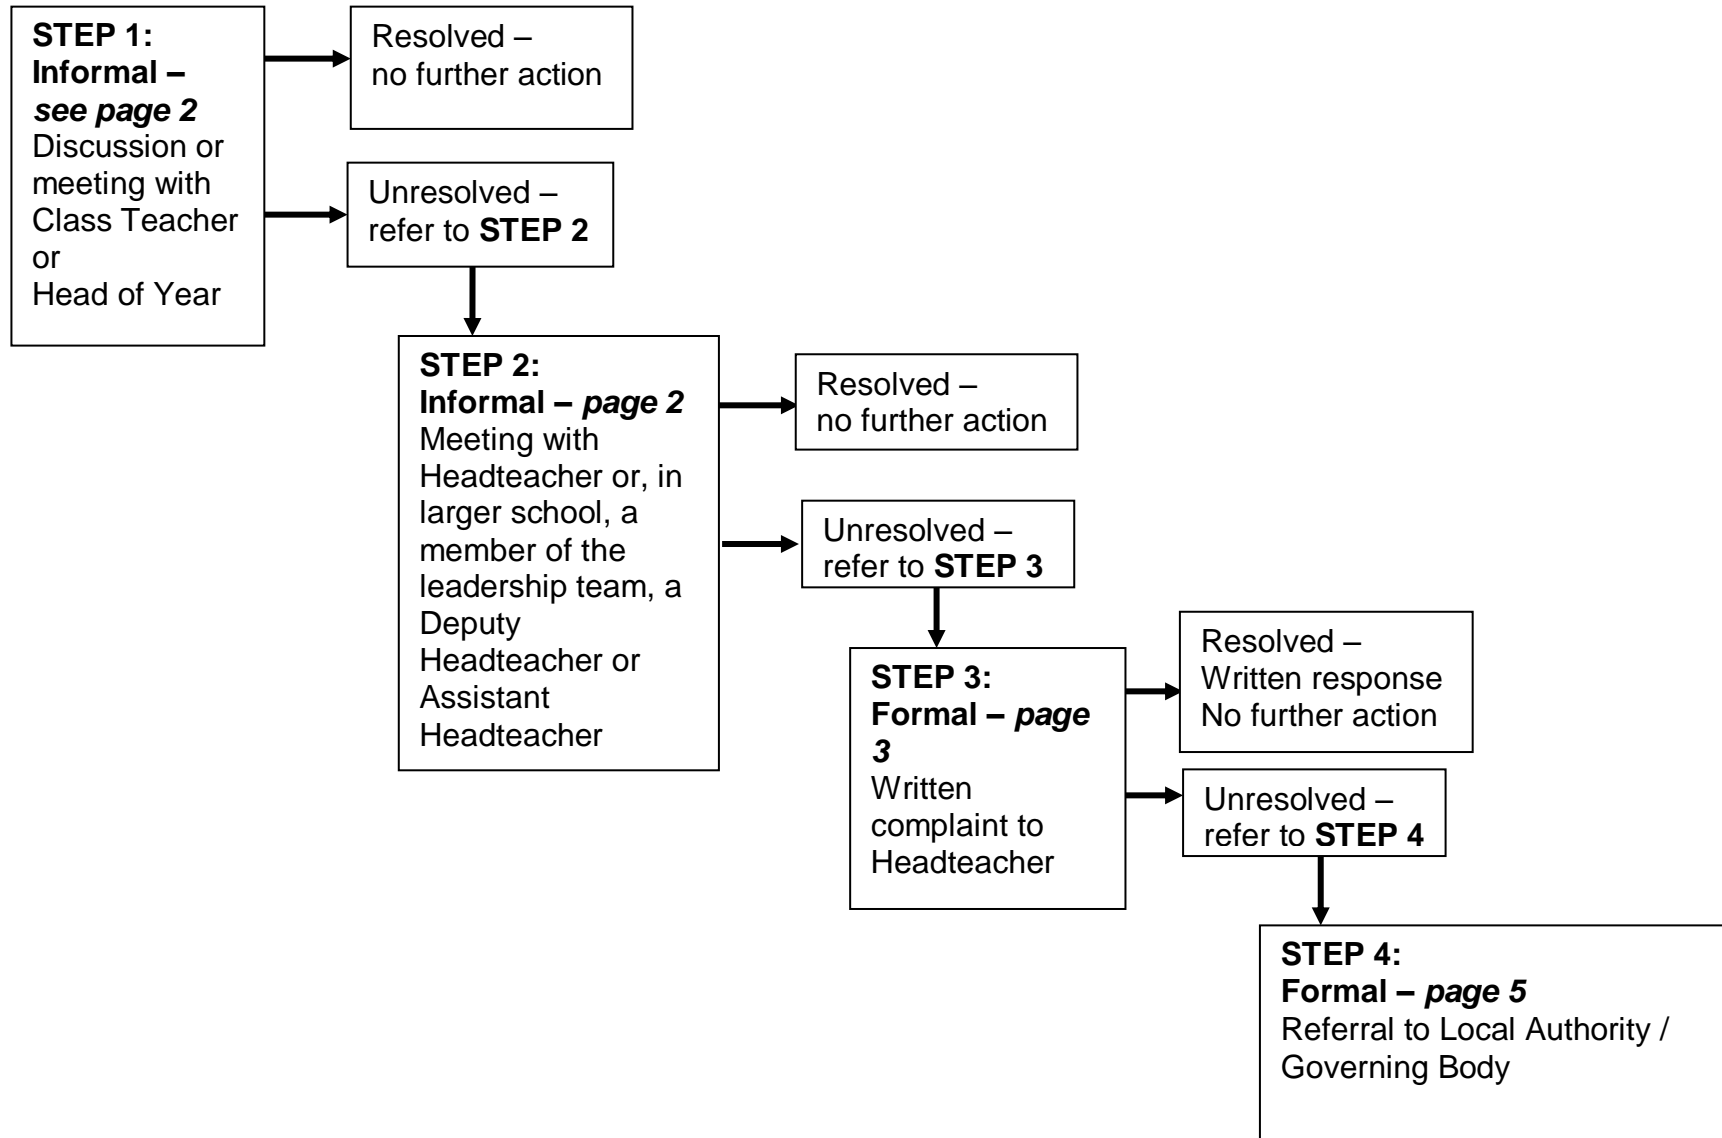 STEP 1:
Informal –
see page 2
Discussion or
meeting with
Class Teacher
or
Head of Year
Resolved –
no further action
Unresolved –
refer to STEP 2
STEP 2:
Informal – page 2
Meeting with
Headteacher or, in
larger school, a
member of the
leadership team, a
Deputy
Headteacher or
Assistant
Headteacher
Resolved –
no further action
Unresolved –
refer to STEP 3
STEP 3:
Formal – page
3
Written
complaint to
Headteacher
Resolved –
Written response
No further action
Unresolved –
refer to STEP 4
STEP 4:
Formal – page 5
Referral to Local Authority /
Governing Body